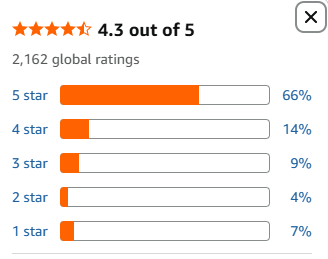 4.3 out of 5
2,162 global ratings
5 star 66%
4 star 14%
3 star 9%
2 star 4%
1 star 7%